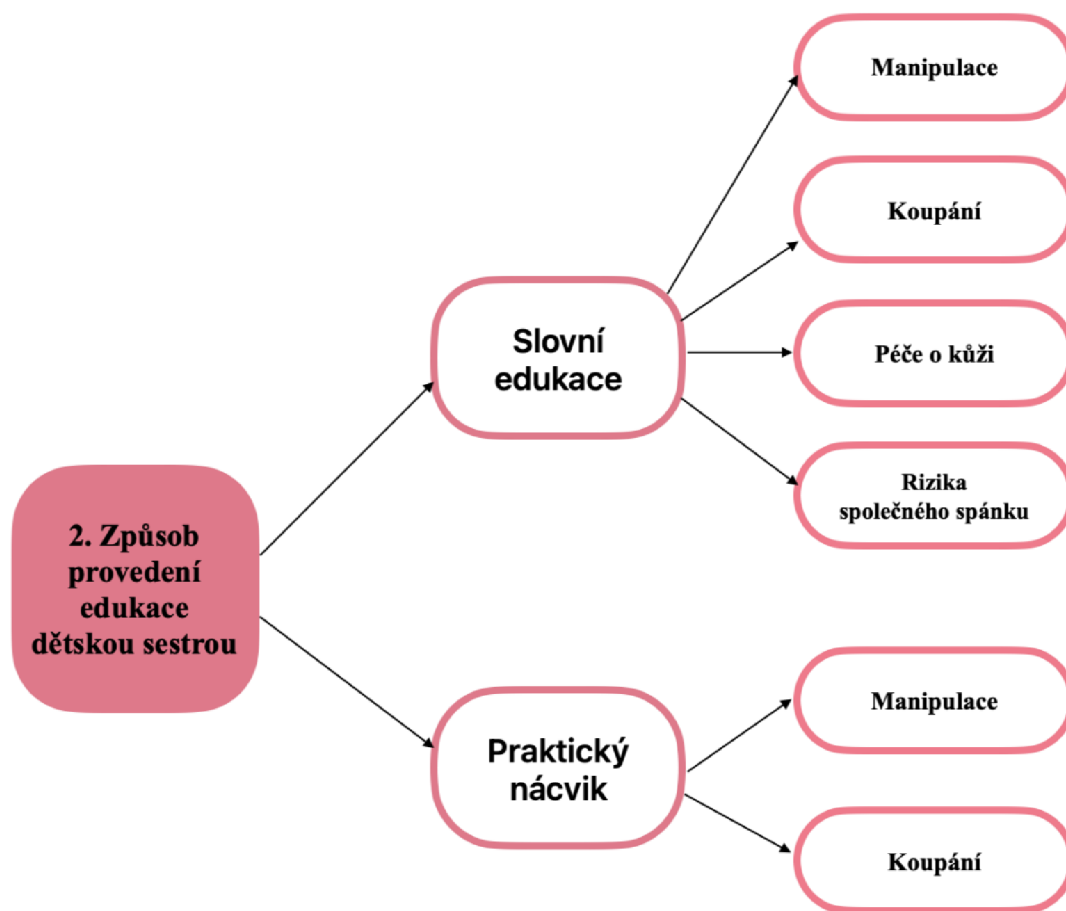 2. Způsob
provedení
edukace
dětskou sestrou
Slovní
edukace
Manipulace
Koupání
Péče o kůži
Rizika
společného spánku
Praktický
nácvik
Manipulace
Koupání